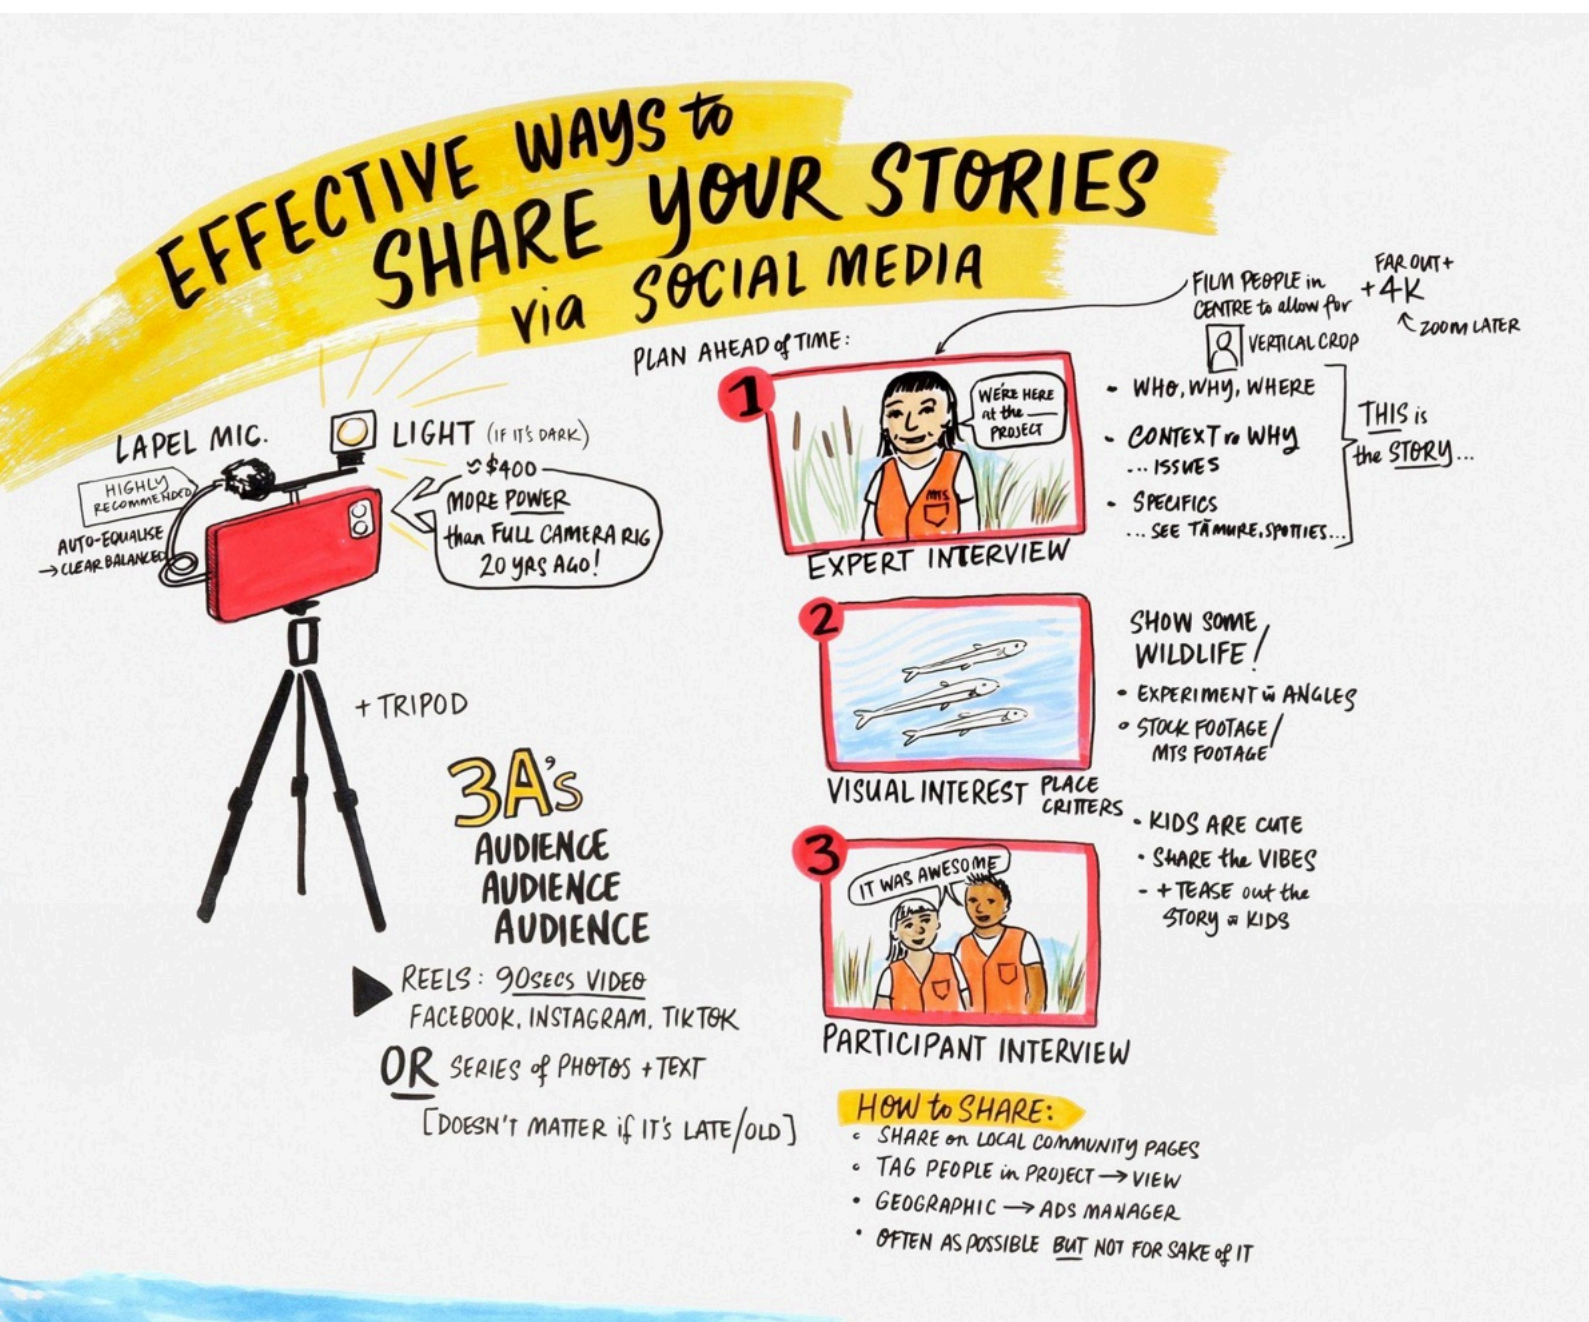 EFFECTIVE WAYS to
SHARE YOUR STORIES
via SOCIAL MEDIA
LAPEL MIC.
HIGHLY
RECOMMENDED
AUTO-EQUALISE
→ CLEAR BALANCED
LIGHT (IF IT'S DARK)
≈$400
MORE POWER
than FULL CAMERA RIG
20 YRS AGO!
+ TRIPOD
3A's
AUDIENCE
AUDIENCE
AUDIENCE
REELS: 90SECS VIDEO
FACEBOOK, INSTAGRAM, TIKTOK
OR SERIES of PHOTOS + TEXT
[DOESN'T MATTER if IT'S LATE/OLD]
PLAN AHEAD of TIME:
FILM PEOPLE in
CENTRE to allow for
VERTICAL CROP
FAR OUT +
+ 4K
ZOOM LATER
1
WE'RE HERE
at the ___
PROJECT
MTS
EXPERT INTERVIEW
• WHO, WHY, WHERE
• CONTEXT re WHY
... ISSUES
• SPECIFICS
... SEE TĀMURE, SPOTTIES...
THIS is
the STORY...
2
VISUAL INTEREST PLACE
CRITTERS
SHOW SOME
WILDLIFE!
• EXPERIMENT w ANGLES
• STOCK FOOTAGE/
MTS FOOTAGE
3
IT WAS AWESOME
PARTICIPANT INTERVIEW
• KIDS ARE CUTE
• SHARE the VIBES
- + TEASE out the
STORY w KIDS
HOW to SHARE:
• SHARE on LOCAL COMMUNITY PAGES
• TAG PEOPLE in PROJECT → VIEW
• GEOGRAPHIC → ADS MANAGER
• OFTEN AS POSSIBLE BUT NOT FOR SAKE of IT